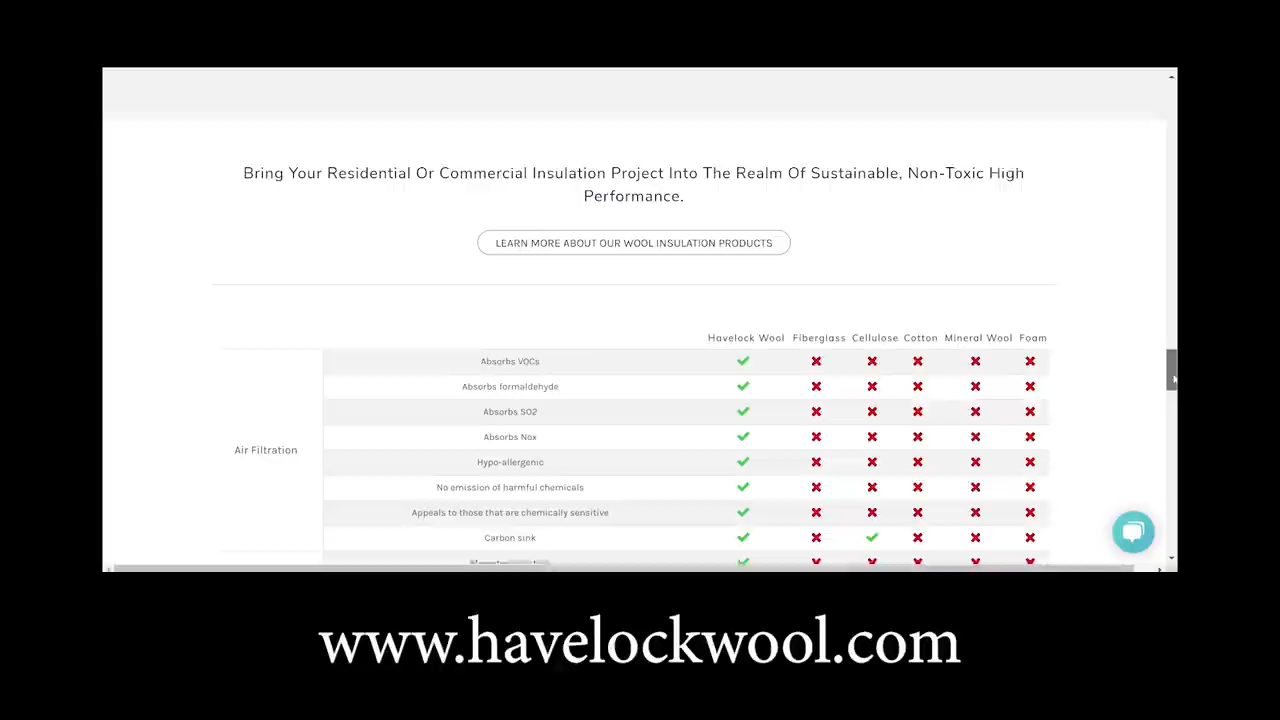 Bring Your Residential Or Commercial Insulation Project Into The Realm Of Sustainable, Non-Toxic High
Performance.
LEARN MORE ABOUT OUR WOOL INSULATION PRODUCTS
Havelock Wool Fiberglass Cellulose Cotton Mineral Wool Foam
Absorbs VOCs
Absorbs formaldehyde
Absorbs SO2
Absorbs Nox
Air Filtration
Hypo-allergenic
No emission of harmful chemicals
Appeals to those that are chemically sensitive
Carbon sink
www.havelockwool.com